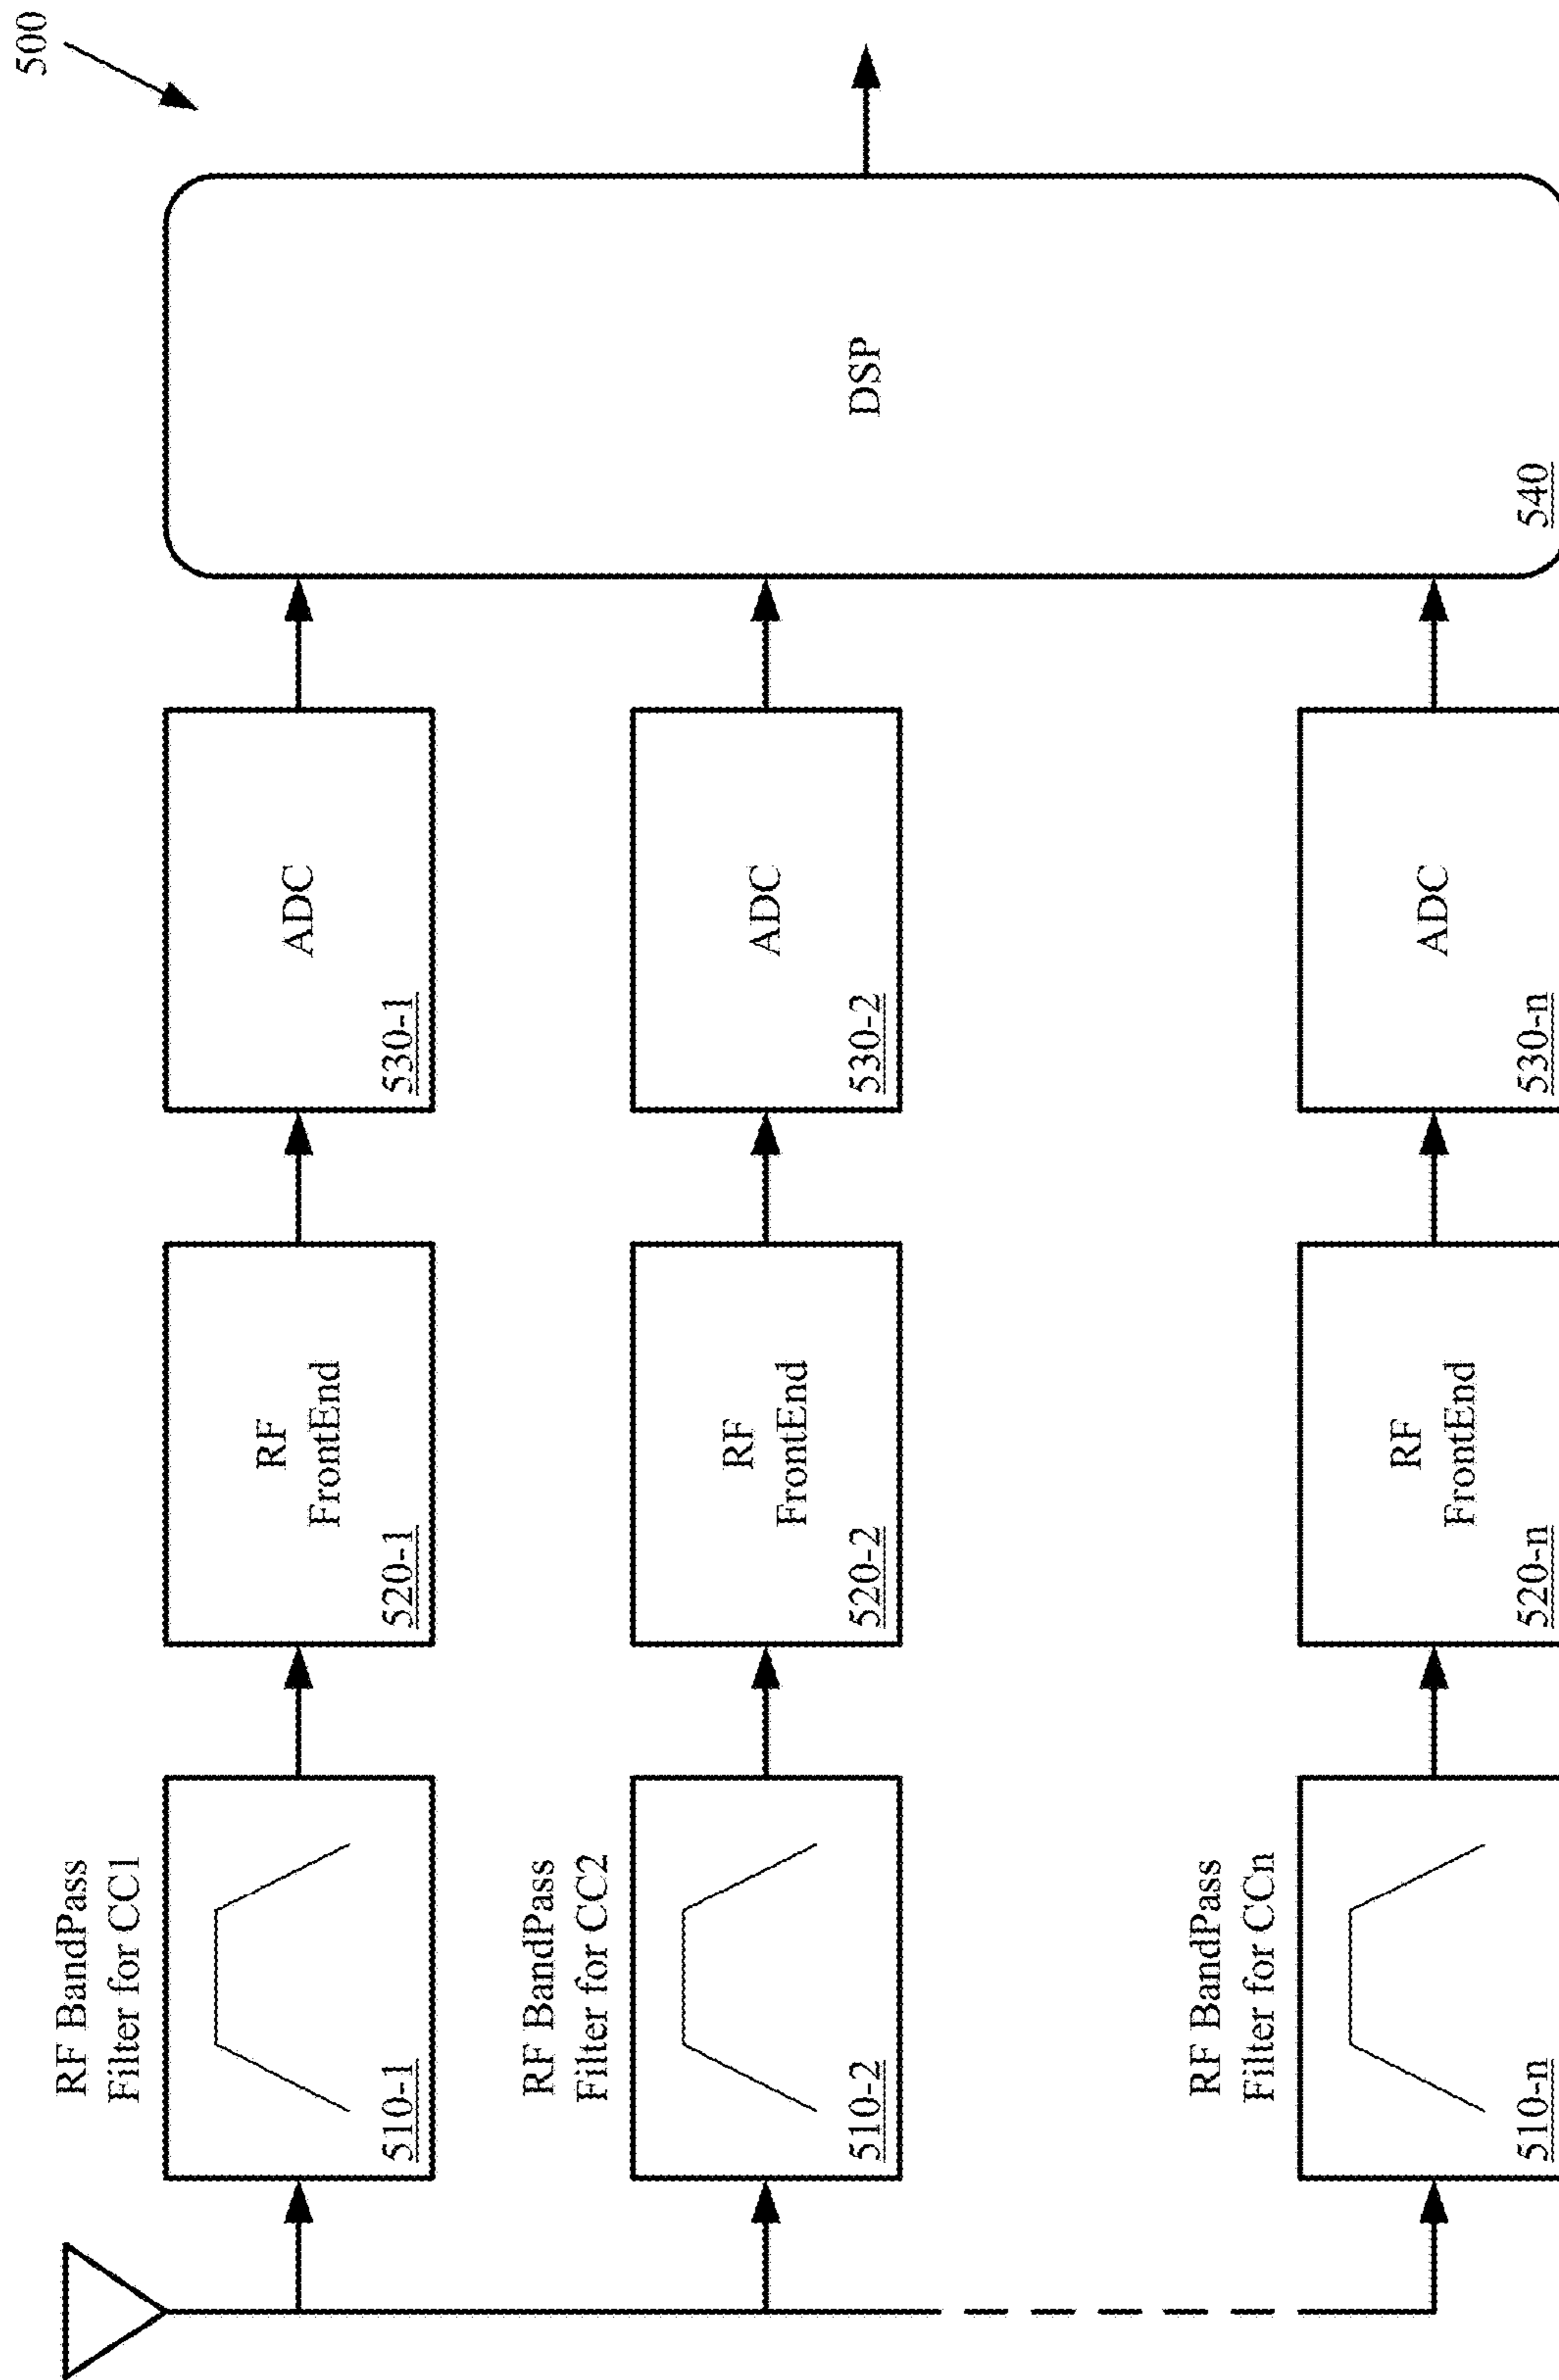 500
RF BandPass
Filter for CC1
510-1
RF
FrontEnd
520-1
ADC
530-1
RF BandPass
Filter for CC2
510-2
RF
FrontEnd
520-2
ADC
530-2
RF BandPass
Filter for CCn
510-n
RF
FrontEnd
520-n
ADC
530-n
DSP
540